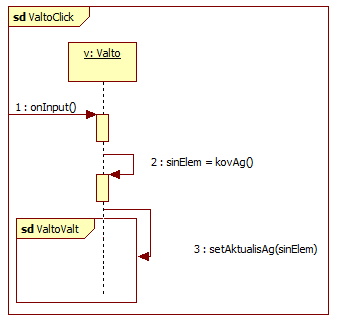 sd ValtoClick
v: Valto
1 : onInput()
2 : sinElem = kovAg()
sd ValtoValt
3 : setAktualisAg(sinElem)